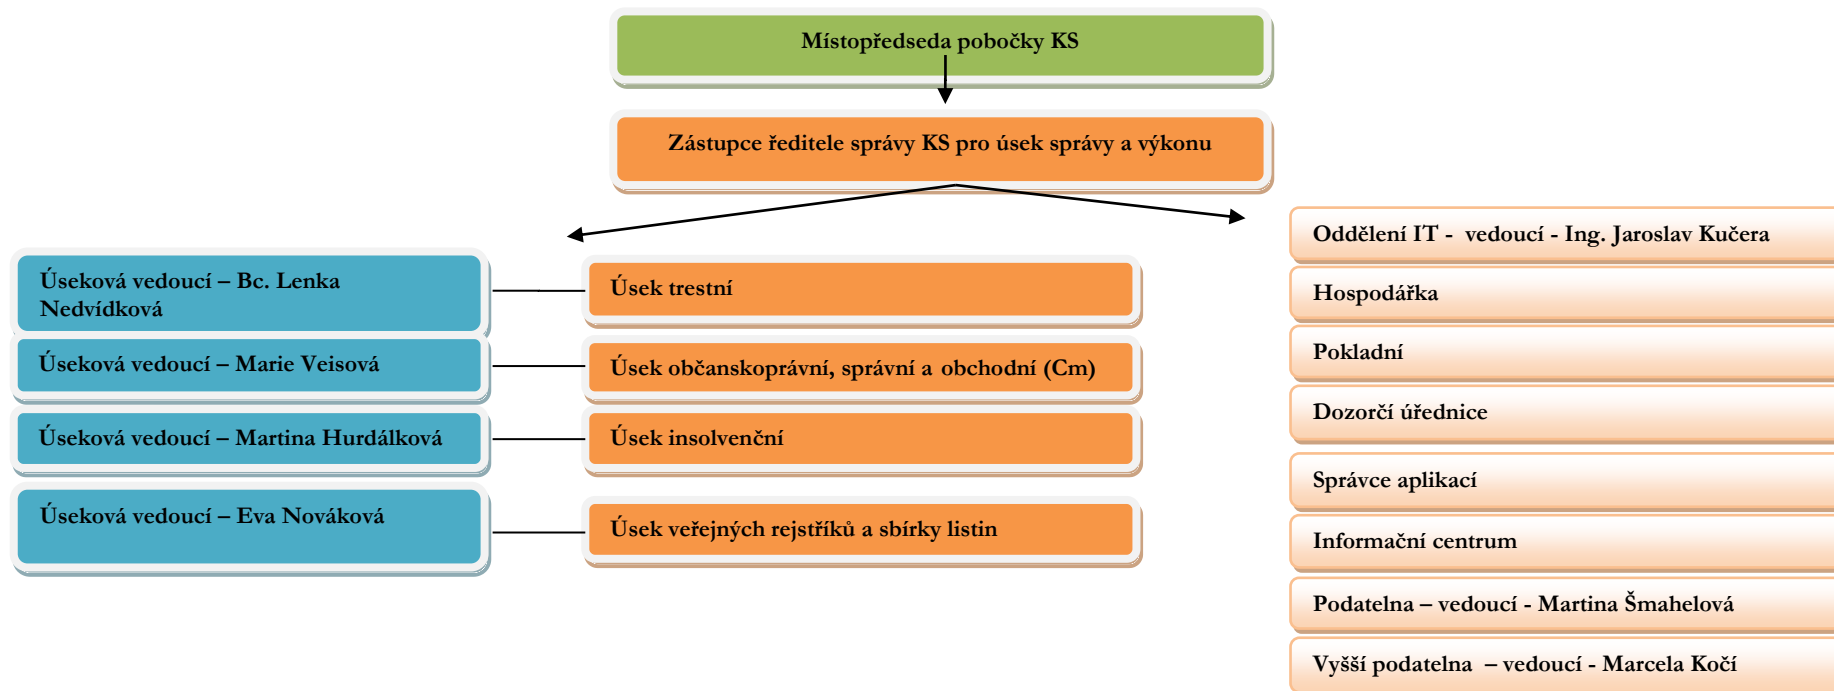 Místopředseda pobočky KS
Zástupce ředitele správy KS pro úsek správy a výkonu
Úseková vedoucí – Bc. Lenka
Nedvídková
Úsek trestní
Úseková vedoucí – Marie Veisová
Úsek občanskoprávní, správní a obchodní (Cm)
Úseková vedoucí – Martina Hurdálková
Úsek insolvenční
Úseková vedoucí – Eva Nováková
Úsek veřejných rejstříků a sbírky listin
Oddělení IT - vedoucí - Ing. Jaroslav Kučera
Hospodářka
Pokladní
Dozorčí úřednice
Správce aplikací
Informační centrum
Podatelna – vedoucí - Martina Šmahelová
Vyšší podatelna – vedoucí - Marcela Kočí